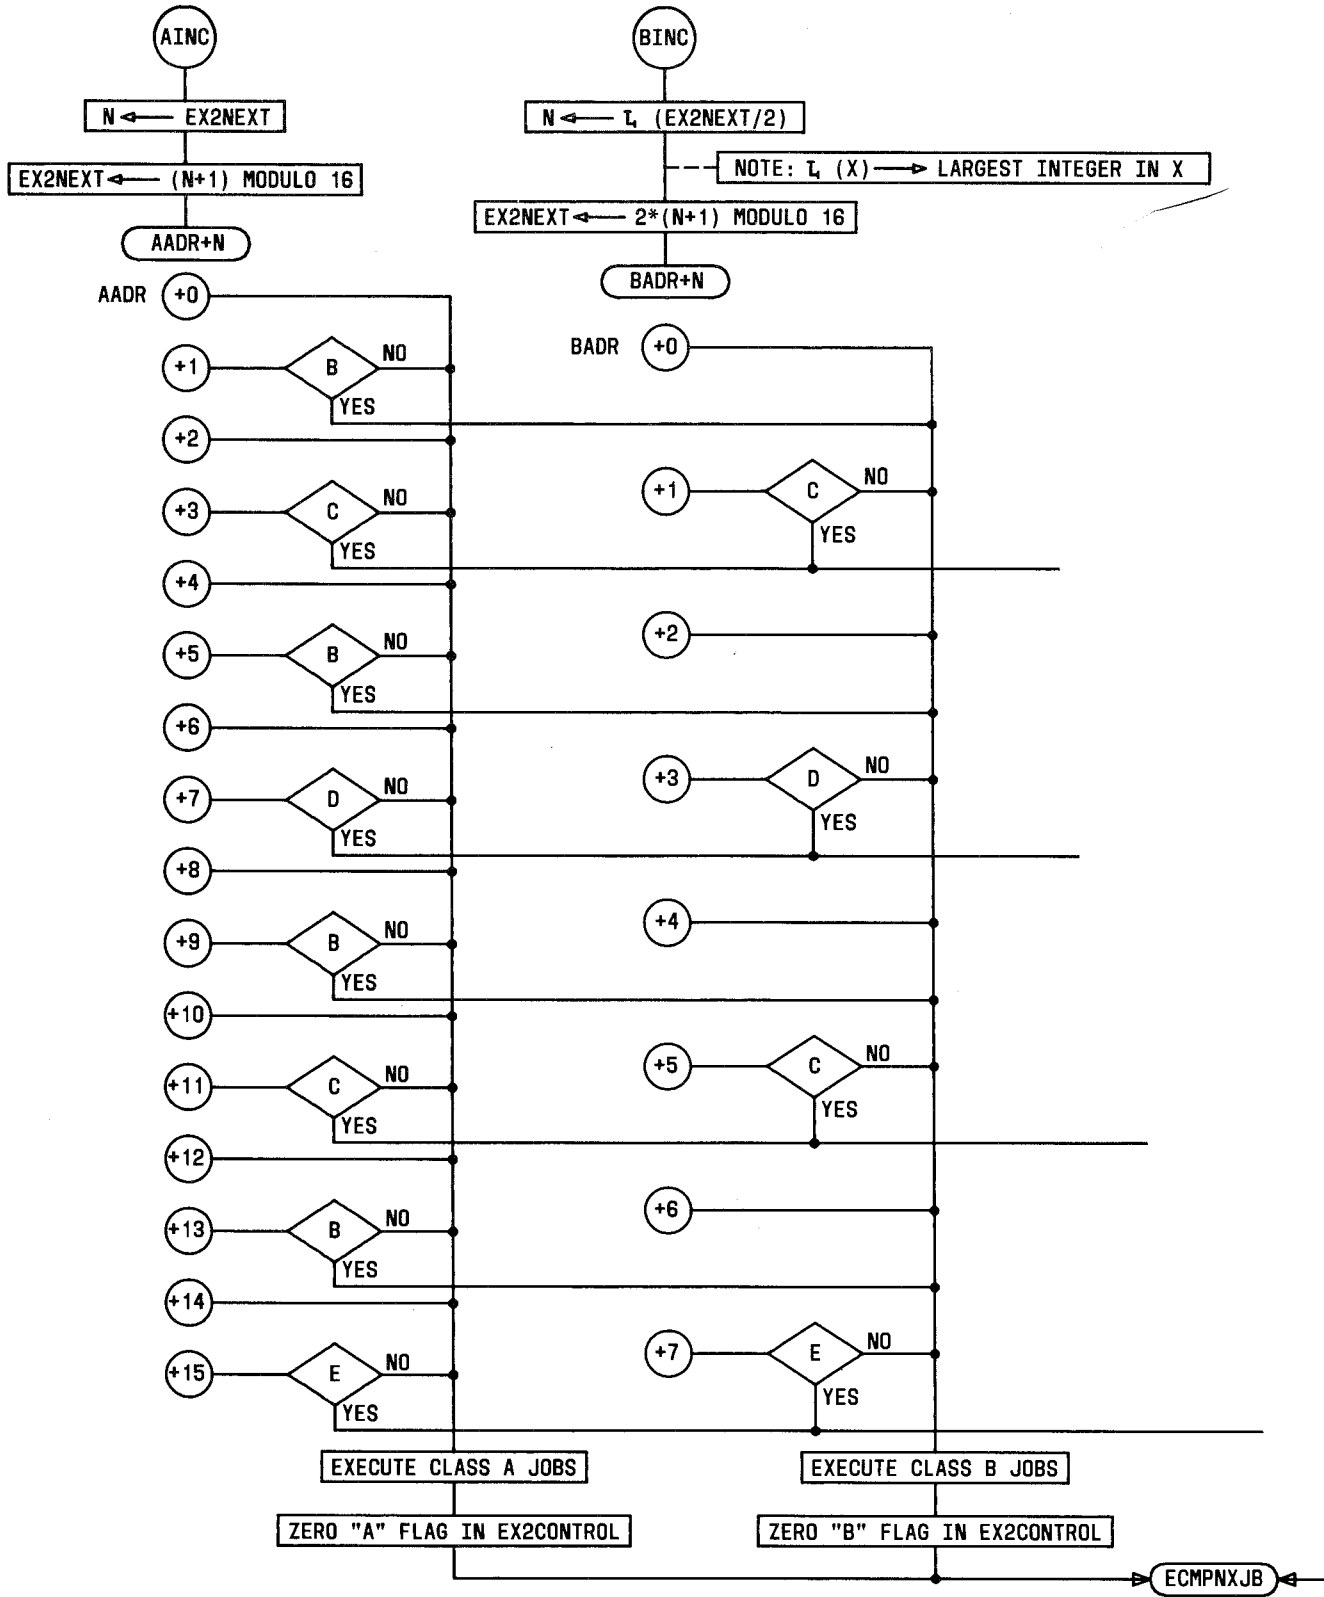 AINC
BINC
N ← EX2NEXT
N ← (EX2NEXT/2)
NOTE: (X) → LARGEST INTEGER IN X
EX2NEXT ← (N+1) MODULO 16
EX2NEXT ← 2*(N+1) MODULO 16
AADR+N
BADR+N
AADR +0
BADR +0
+1 B NO
YES
+2
+3 C NO
YES
+1 C NO
YES
+4
+5 B NO
YES
+2
+6
+7 D NO
YES
+3 D NO
YES
+8
+9 B NO
YES
+4
+10
+11 C NO
YES
+5 C NO
YES
+12
+13 B NO
YES
+6
+14
+15 E NO
YES
+7 E NO
YES
EXECUTE CLASS A JOBS
EXECUTE CLASS B JOBS
ZERO "A" FLAG IN EX2CONTROL
ZERO "B" FLAG IN EX2CONTROL
ECMPNXJB